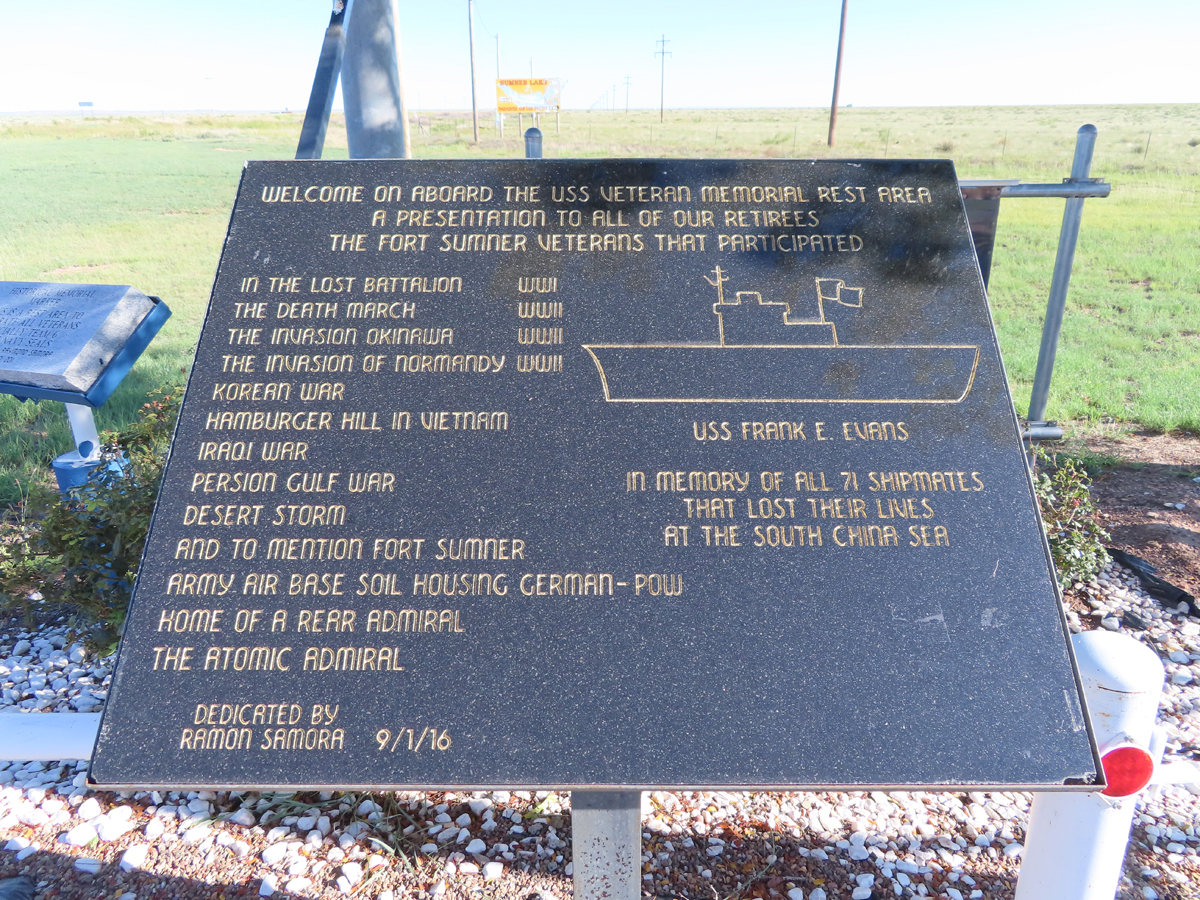 WELCOME ON ABOARD THE USS VETERAN MEMORIAL REST AREA
A PRESENTATION TO ALL OF OUR RETIREES
THE FORT SUMNER VETERANS THAT PARTICIPATED
IN THE LOST BATTALION WWI
THE DEATH MARCH WWII
THE INVASION OKINAWA WWII
THE INVASION OF NORMANDY WWII
KOREAN WAR
HAMBURGER HILL IN VIETNAM
IRAQI WAR
PERSION GULF WAR
DESERT STORM
AND TO MENTION FORT SUMNER
ARMY AIR BASE SOIL HOUSING GERMAN-POW
HOME OF A REAR ADMIRAL
THE ATOMIC ADMIRAL
DEDICATED BY
RAMON SAMORA 9/1/16
USS FRANK E. EVANS
IN MEMORY OF ALL 71 SHIPMATES
THAT LOST THEIR LIVES
AT THE SOUTH CHINA SEA
SUMNER LAKE
MEMORIAL
VETERANS